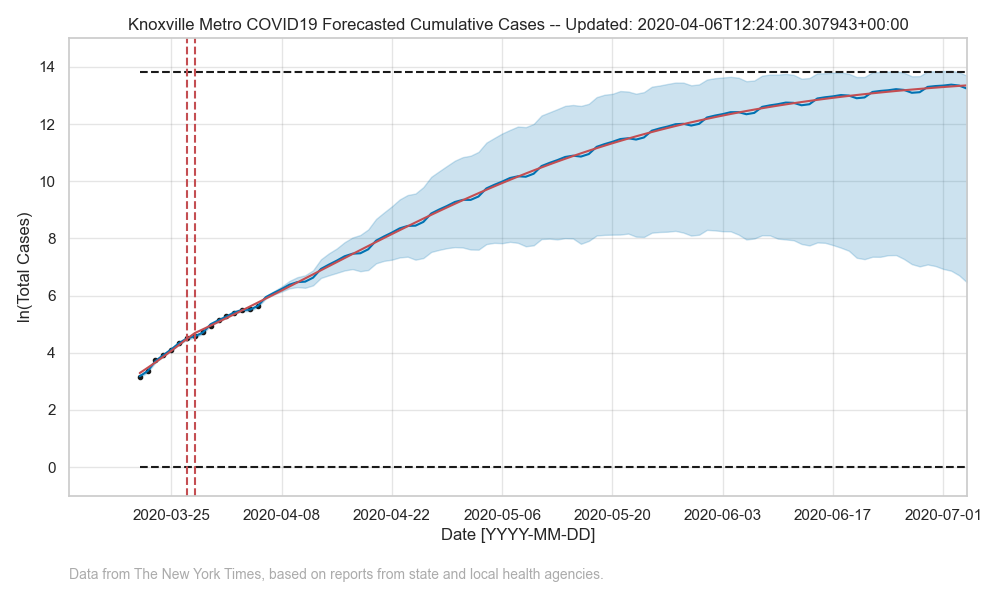 Knoxville Metro COVID19 Forecasted Cumulative Cases -- Updated: 2020-04-06T12:24:00.307943+00:00
14
12
10
8
6
4
2
0
ln(Total Cases)
2020-03-25 2020-04-08 2020-04-22 2020-05-06 2020-05-20 2020-06-03 2020-06-17 2020-07-01
Date [YYYY-MM-DD]
Data from The New York Times, based on reports from state and local health agencies.